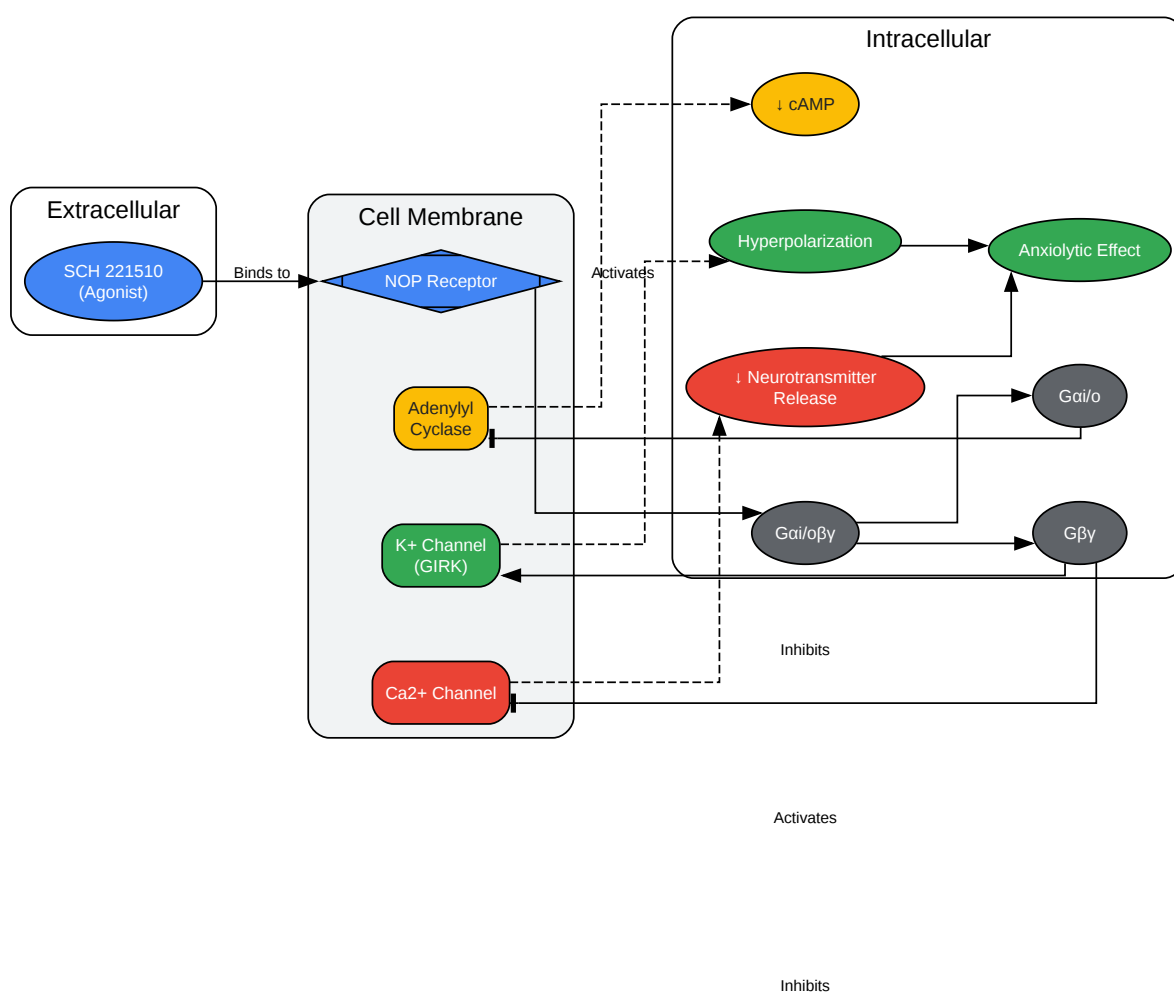 Extracellular
SCH 221510
(Agonist)
Binds to
Cell Membrane
NOP Receptor
Adenylyl
Cyclase
K+ Channel
(GIRK)
Ca2+ Channel
Activates
Intracellular
↓ cAMP
Hyperpolarization
Anxiolytic Effect
↓ Neurotransmitter
Release
Gαi/o
Gαi/oβγ
Gβγ
Inhibits
Activates
Inhibits